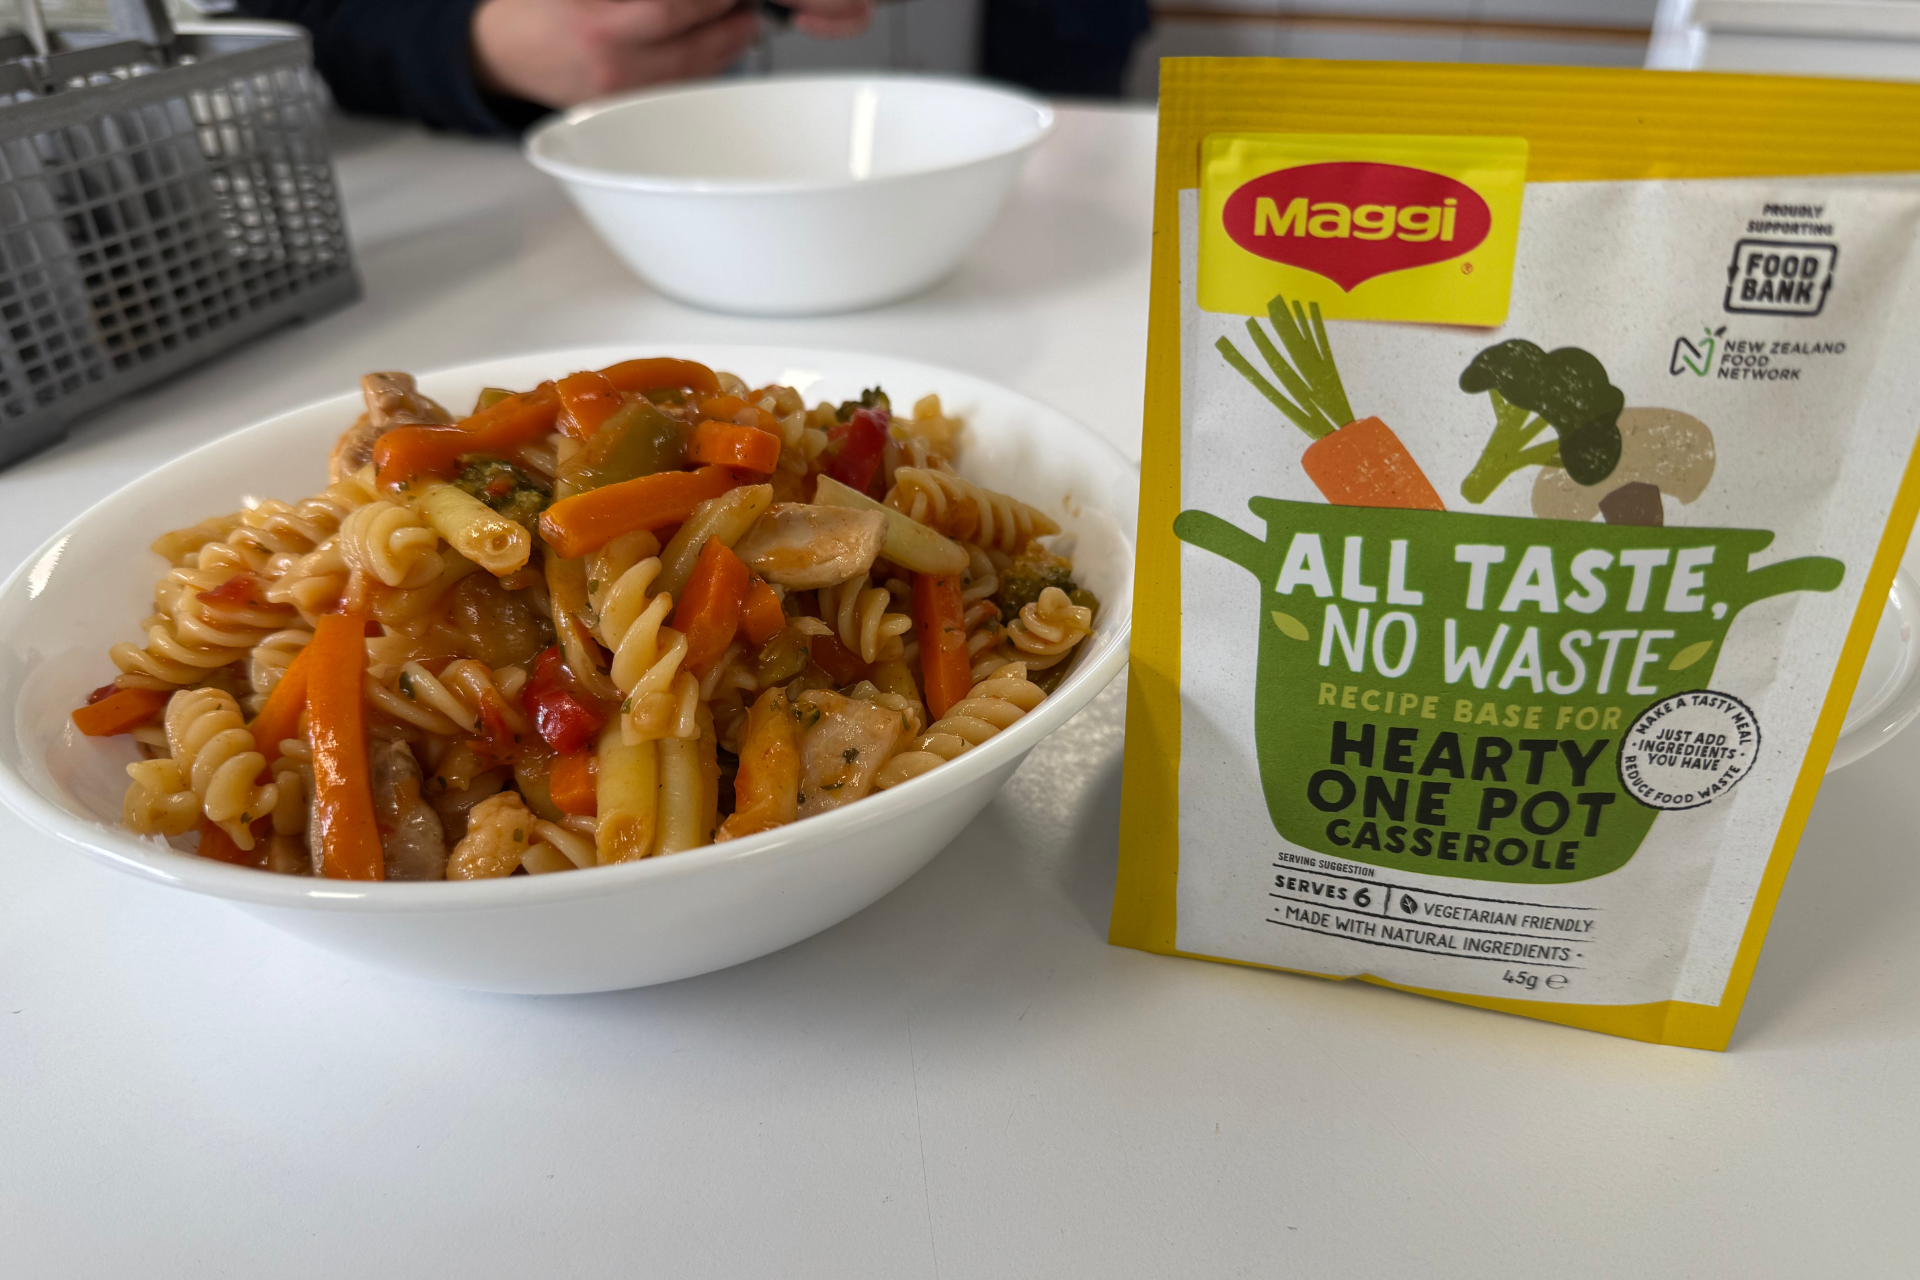 Maggi
®
PROUDLY
SUPPORTING
FOOD
BANK
NEW ZEALAND
FOOD
NETWORK
ALL TASTE,
NO WASTE
RECIPE BASE FOR
HEARTY
ONE POT
CASSEROLE
MAKE A TASTY MEAL
JUST ADD
· INGREDIENTS ·
YOU HAVE
REDUCE FOOD WASTE
SERVING SUGGESTION
SERVES 6 | VEGETARIAN FRIENDLY
· MADE WITH NATURAL INGREDIENTS ·
45g ℮